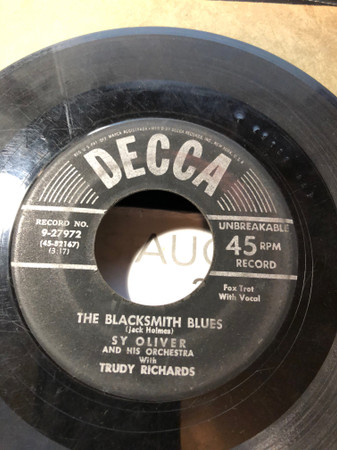 DECCA
RECORD NO.
9-27972
(45-82167)
(3:17)
UNBREAKABLE
45 RPM
RECORD
Fox Trot
With Vocal
AUG
THE BLACKSMITH BLUES
(Jack Holmes)
SY OLIVER
AND HIS ORCHESTRA
With
TRUDY RICHARDS